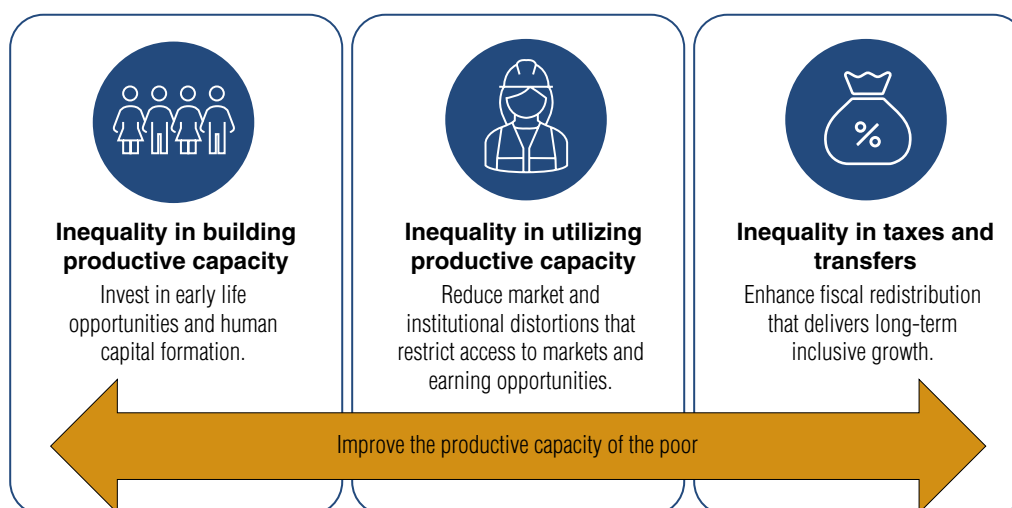 %
Inequality in building
productive capacity
Invest in early life
opportunities and human
capital formation.
Inequality in utilizing
productive capacity
Reduce market and
institutional distortions that
restrict access to markets and
earning opportunities.
Inequality in taxes and
transfers
Enhance fiscal redistribution
that delivers long-term
inclusive growth.
Improve the productive capacity of the poor